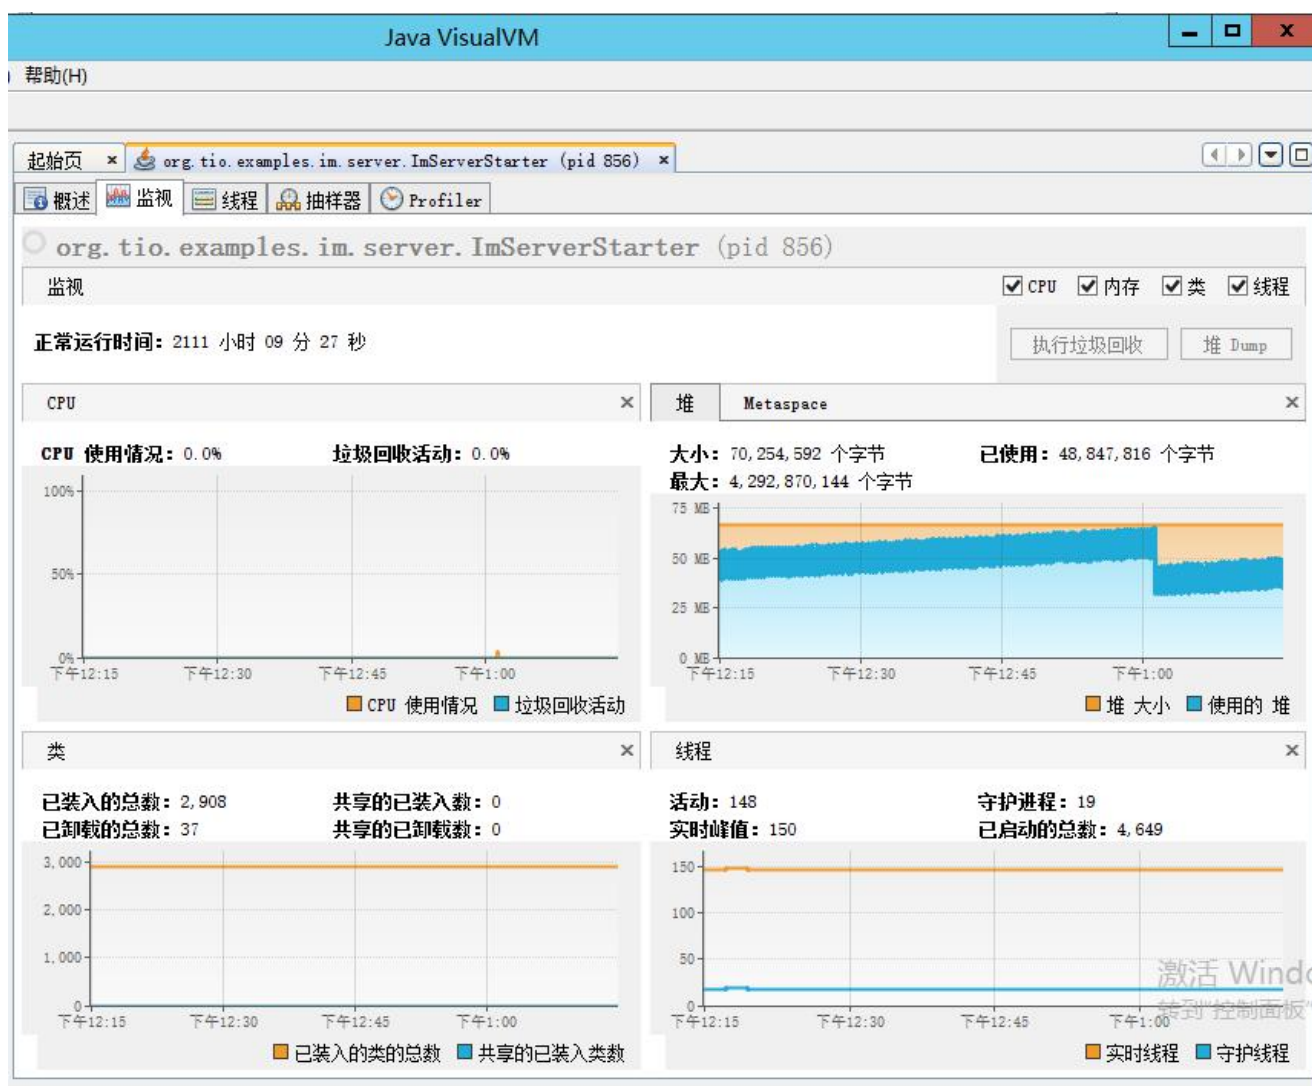 Java VisualVM
帮助(H)
起始页 org.tio.examples.im.server.ImServerStarter (pid 856)
概述 监视 线程 抽样器 Profiler
org.tio.examples.im.server.ImServerStarter (pid 856)
监视 CPU 内存 类 线程
正常运行时间: 2111 小时 09 分 27 秒 执行垃圾回收 堆 Dump
CPU
CPU 使用情况: 0.0% 垃圾回收活动: 0.0%
100%
50%
0%
下午12:15 下午12:30 下午12:45 下午1:00
CPU 使用情况 垃圾回收活动
堆 Metaspace
大小: 70,254,592 个字节 已使用: 48,847,816 个字节
最大: 4,292,870,144 个字节
75 MB
50 MB
25 MB
0 MB
下午12:15 下午12:30 下午12:45 下午1:00
堆 大小 使用的 堆
类
已装入的总数: 2,908 共享的已装入数: 0
已卸载的总数: 37 共享的已卸载数: 0
3,000
2,000
1,000
0
下午12:15 下午12:30 下午12:45 下午1:00
已装入的类的总数 共享的已装入类数
线程
活动: 148 守护进程: 19
实时峰值: 150 已启动的总数: 4,649
150
100
50
0
下午12:15 下午12:30 下午12:45 下午1:00
实时线程 守护线程
激活 Windo
转到"控制面板"